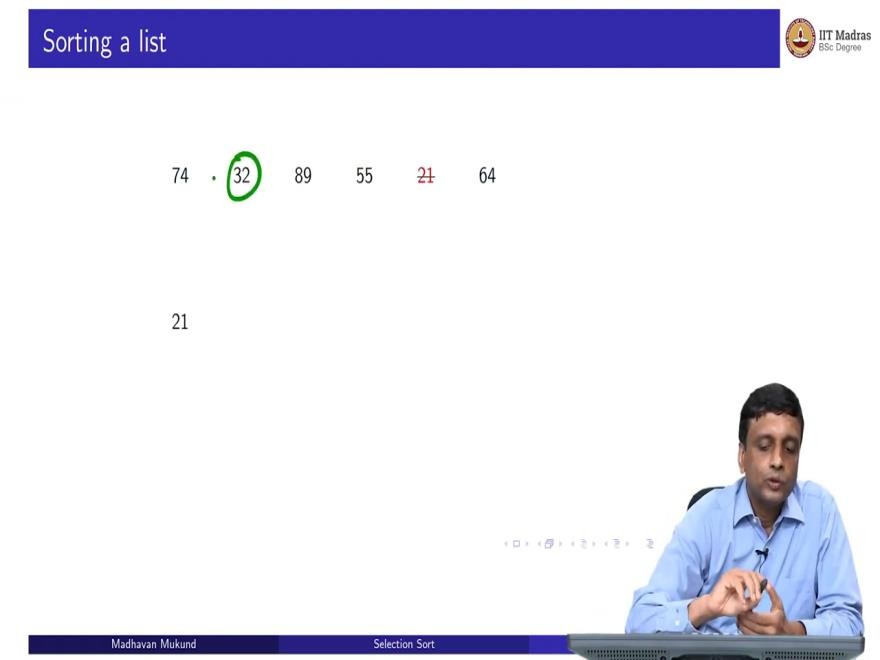 Sorting a list
IIT Madras
BSc Degree
74 32 89 55 21 64
21
Madhavan Mukund
Selection Sort